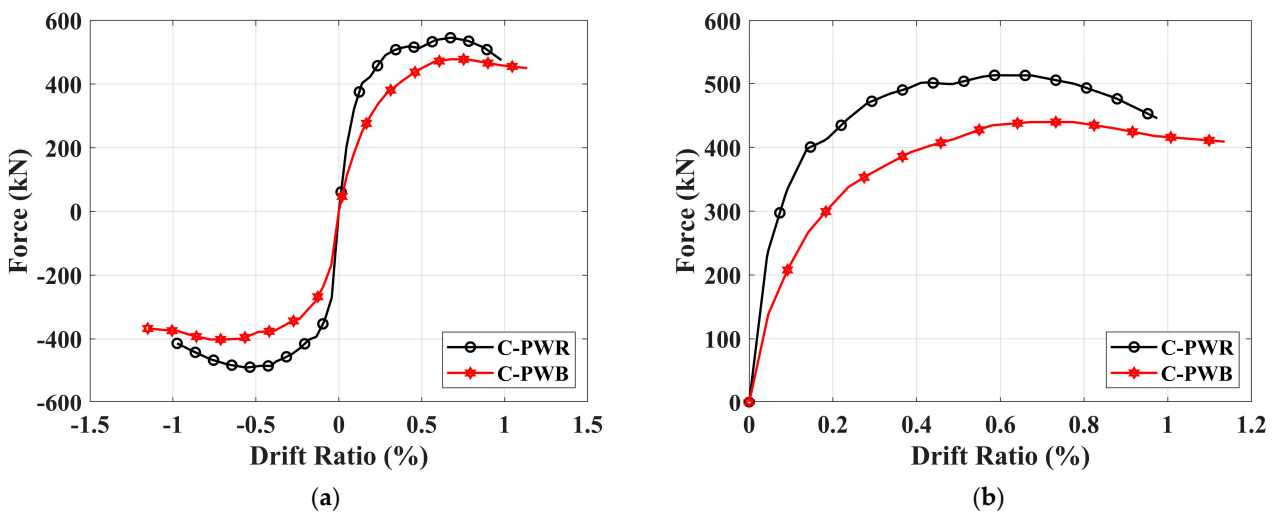 600
400
200
0
-200
-400
-600
-1.5
-1
-0.5
0
0.5
1
1.5
Force (kN)
Drift Ratio (%)
C-PWR
C-PWB
(a)
600
500
400
300
200
100
0
0
0.2
0.4
0.6
0.8
1
1.2
Force (kN)
Drift Ratio (%)
C-PWR
C-PWB
(b)